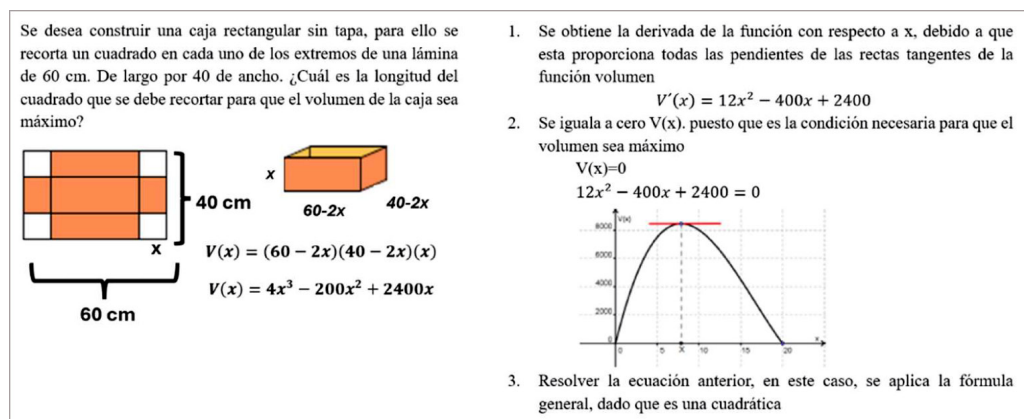 Se desea construir una caja rectangular sin tapa, para ello se
recorta un cuadrado en cada uno de los extremos de una lámina
de 60 cm. De largo por 40 de ancho. ¿Cuál es la longitud del
cuadrado que se debe recortar para que el volumen de la caja sea
máximo?
x
40 cm
60-2x
40-2x
x
V(x) = (60 − 2x)(40 − 2x)(x)
V(x) = 4x³ − 200x² + 2400x
60 cm
1. Se obtiene la derivada de la función con respecto a x, debido a que
esta proporciona todas las pendientes de las rectas tangentes de la
función volumen
V´(x) = 12x² − 400x + 2400
2. Se iguala a cero V(x). puesto que es la condición necesaria para que el
volumen sea máximo
V(x)=0
12x² − 400x + 2400 = 0
V(x)
8000
6000
4000
2000
0
0 5 X 10 15 20
x
3. Resolver la ecuación anterior, en este caso, se aplica la fórmula
general, dado que es una cuadrática